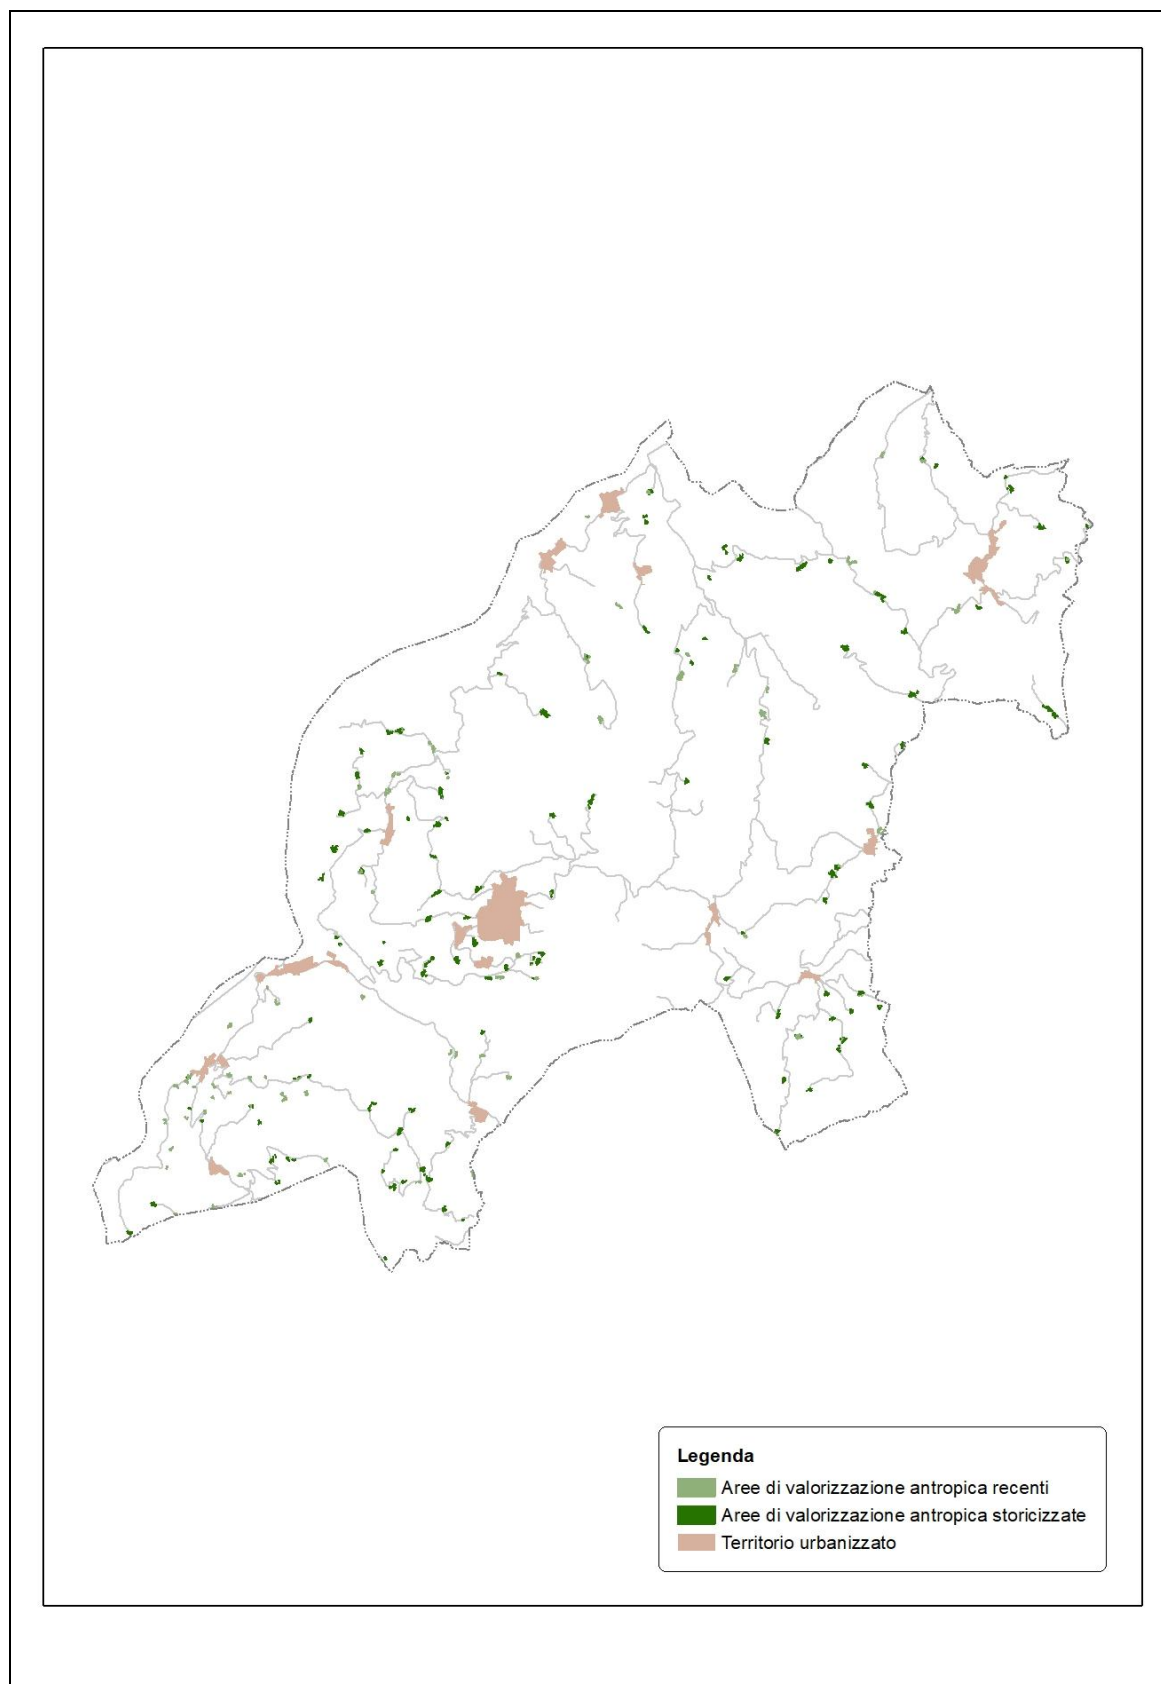 Legenda
Aree di valorizzazione antropica recenti
Aree di valorizzazione antropica storicizzate
Territorio urbanizzato